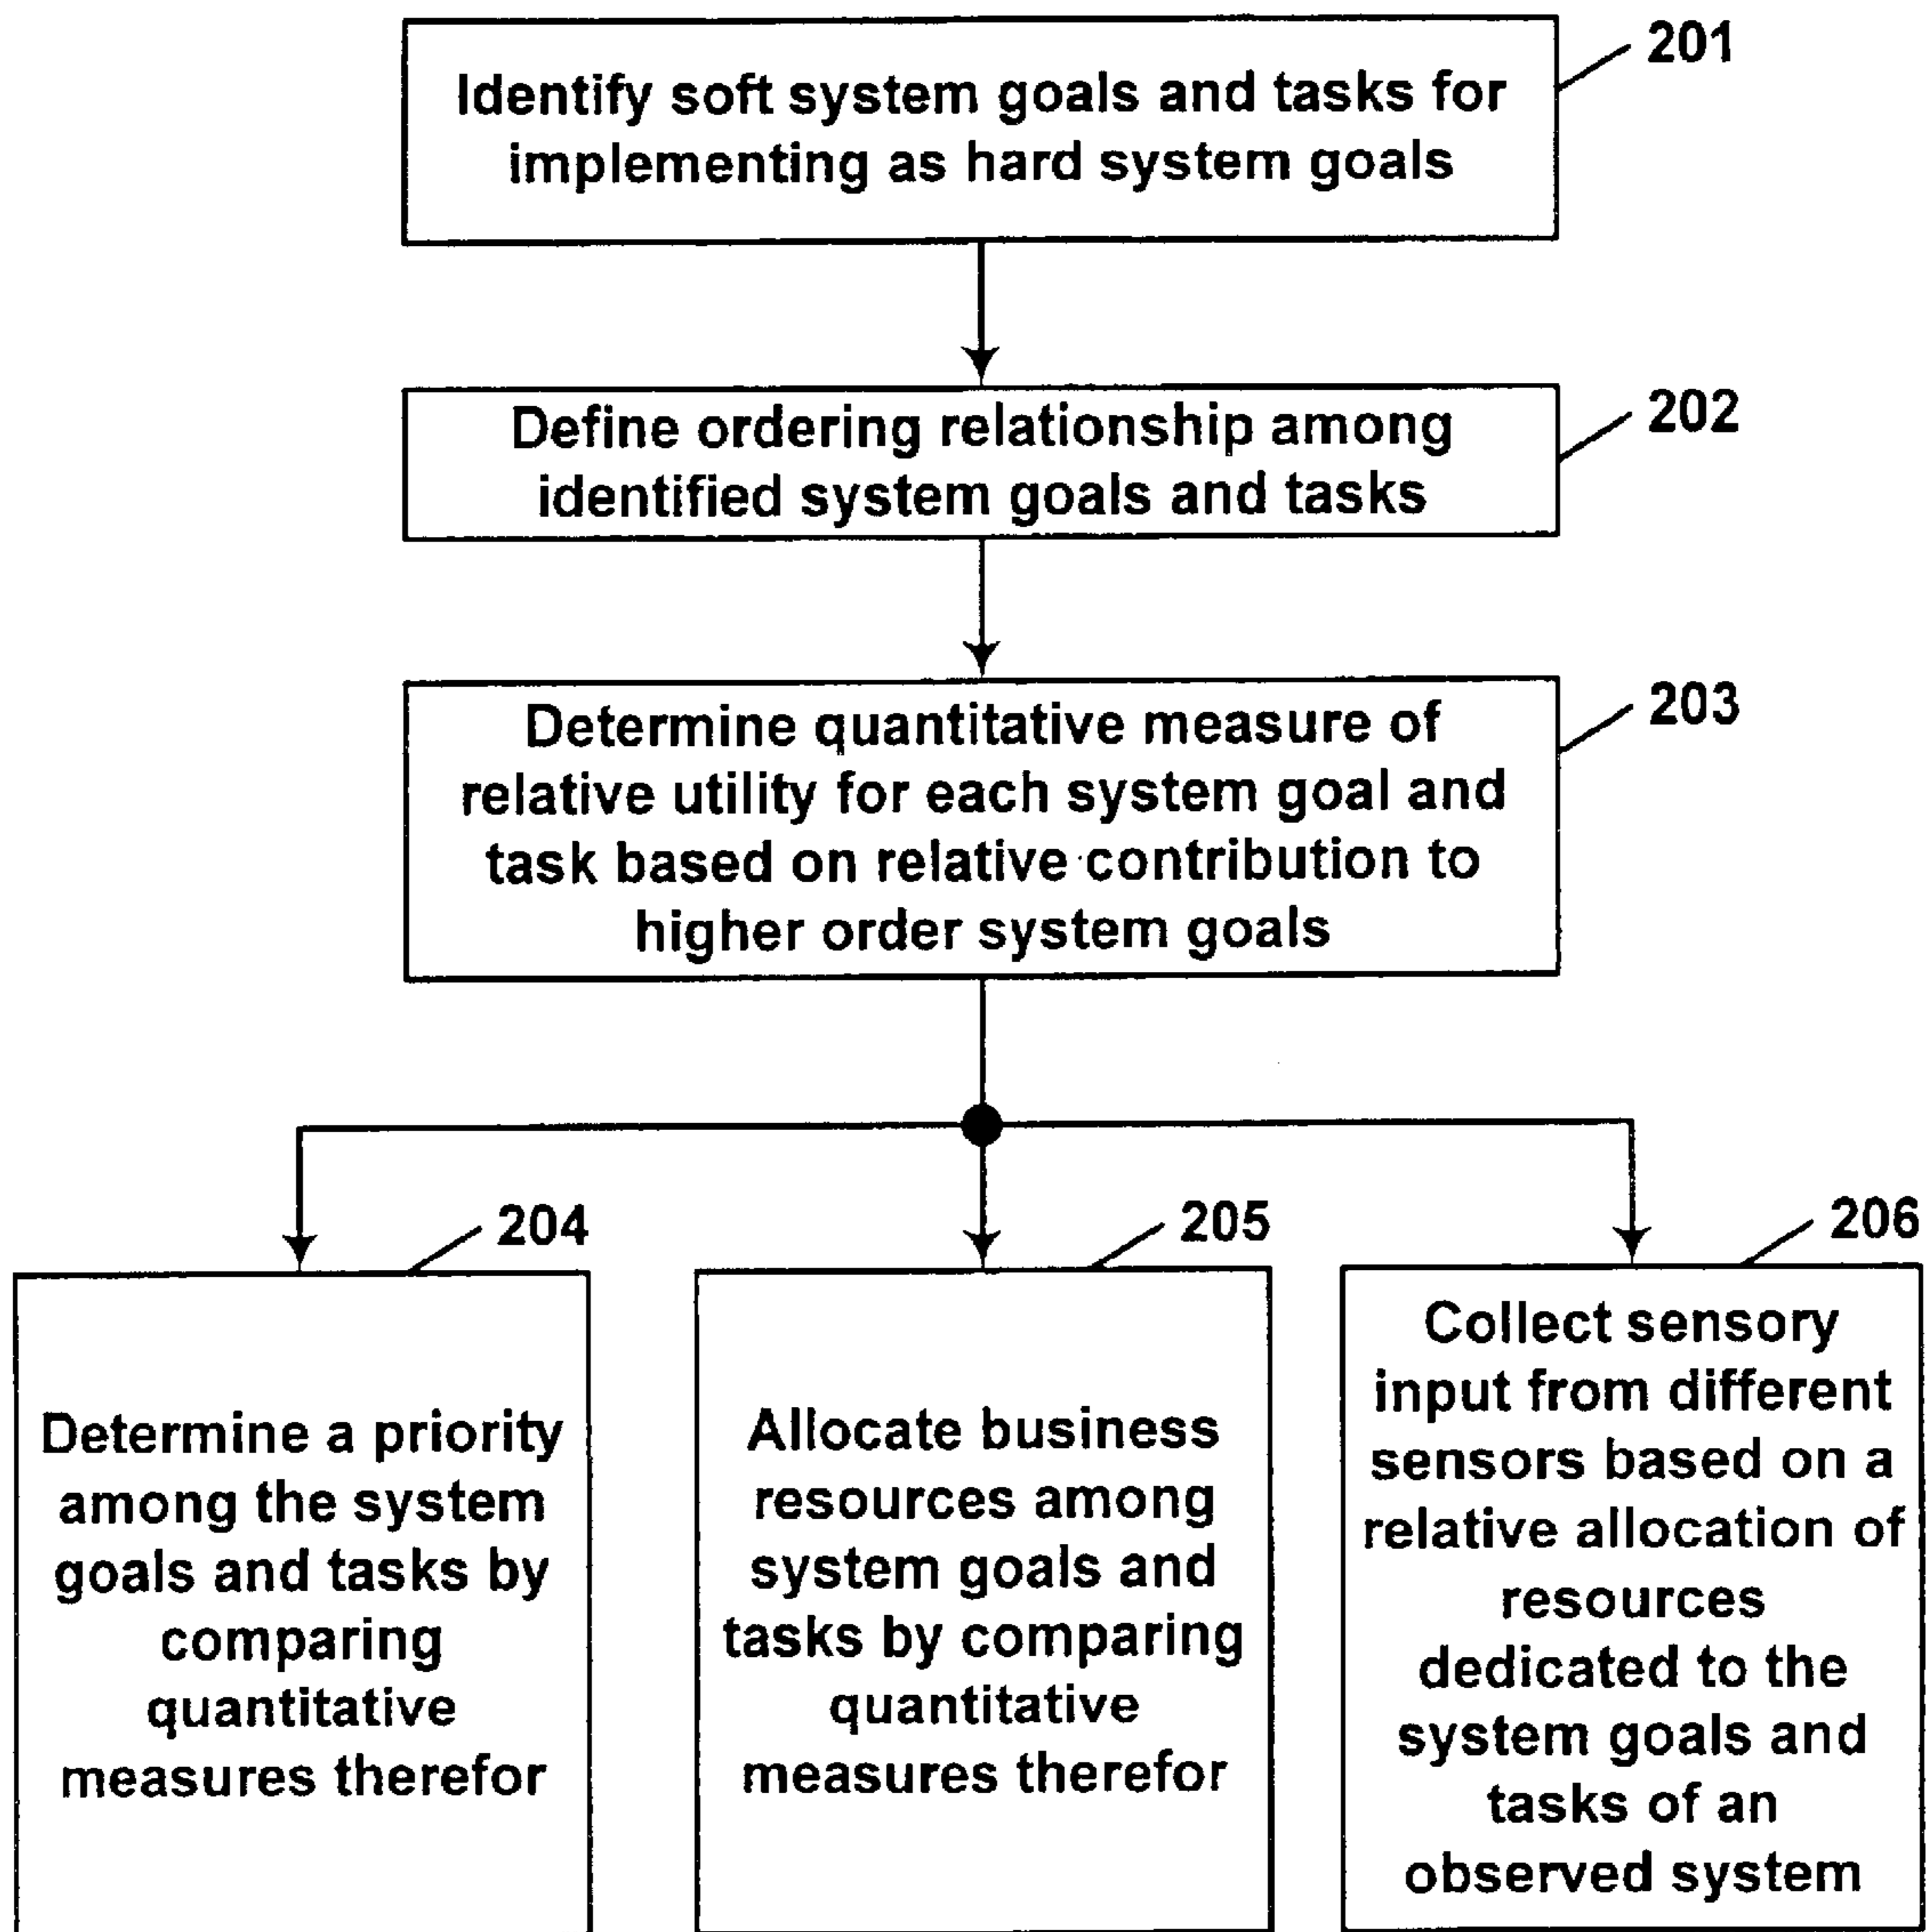 201
Identify soft system goals and tasks for
implementing as hard system goals
202
Define ordering relationship among
identified system goals and tasks
203
Determine quantitative measure of
relative utility for each system goal and
task based on relative contribution to
higher order system goals
204
Determine a priority
among the system
goals and tasks by
comparing
quantitative
measures therefor
205
Allocate business
resources among
system goals and
tasks by comparing
quantitative
measures therefor
206
Collect sensory
input from different
sensors based on a
relative allocation of
resources
dedicated to the
system goals and
tasks of an
observed system